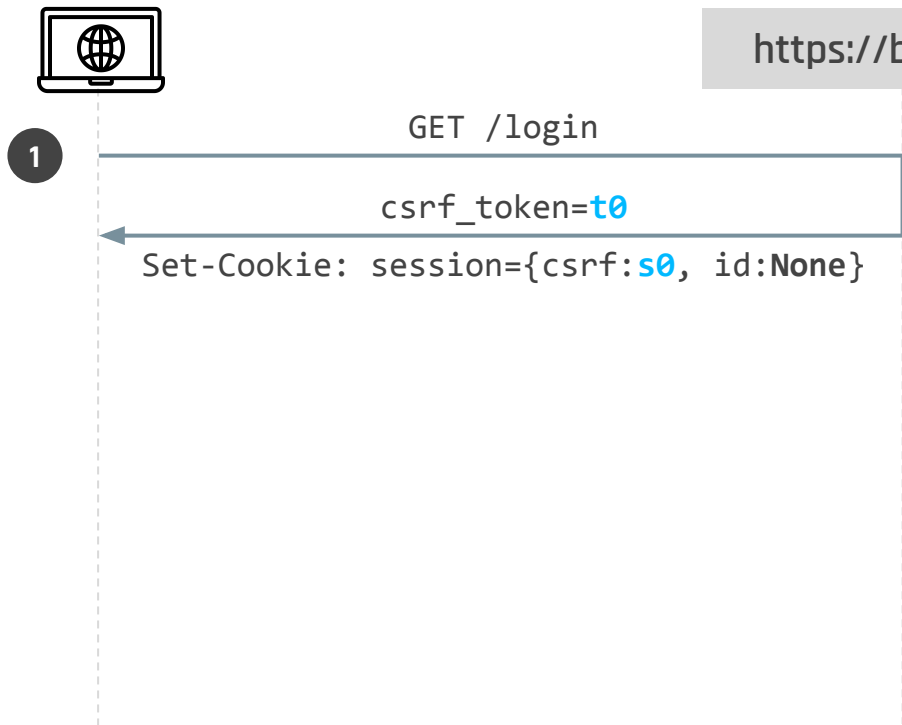 https://b
GET /login
1
csrf_token=t0
Set-Cookie: session={csrf:s0, id:None}